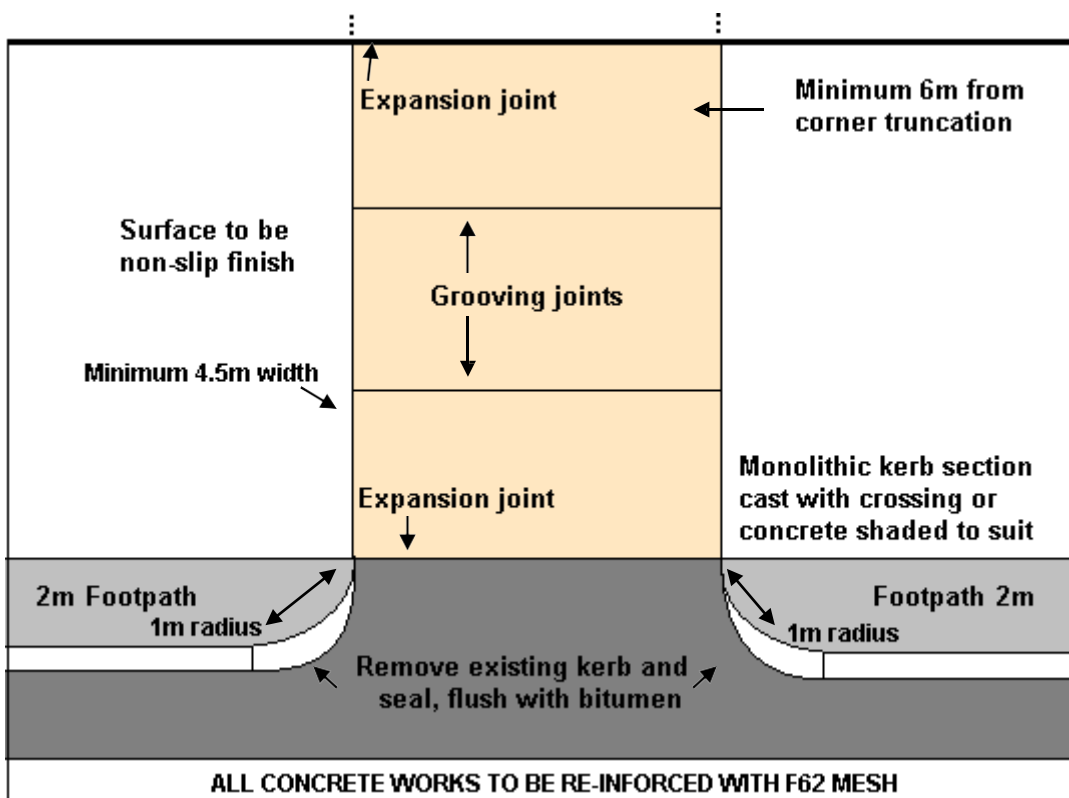 Expansion joint
Minimum 6m from
corner truncation
Surface to be
non-slip finish
Grooving joints
Minimum 4.5m width
Monolithic kerb section
cast with crossing or
concrete shaded to suit
Expansion joint
2m Footpath
1m radius
Footpath 2m
1m radius
Remove existing kerb and
seal, flush with bitumen
ALL CONCRETE WORKS TO BE RE-INFORCED WITH F62 MESH